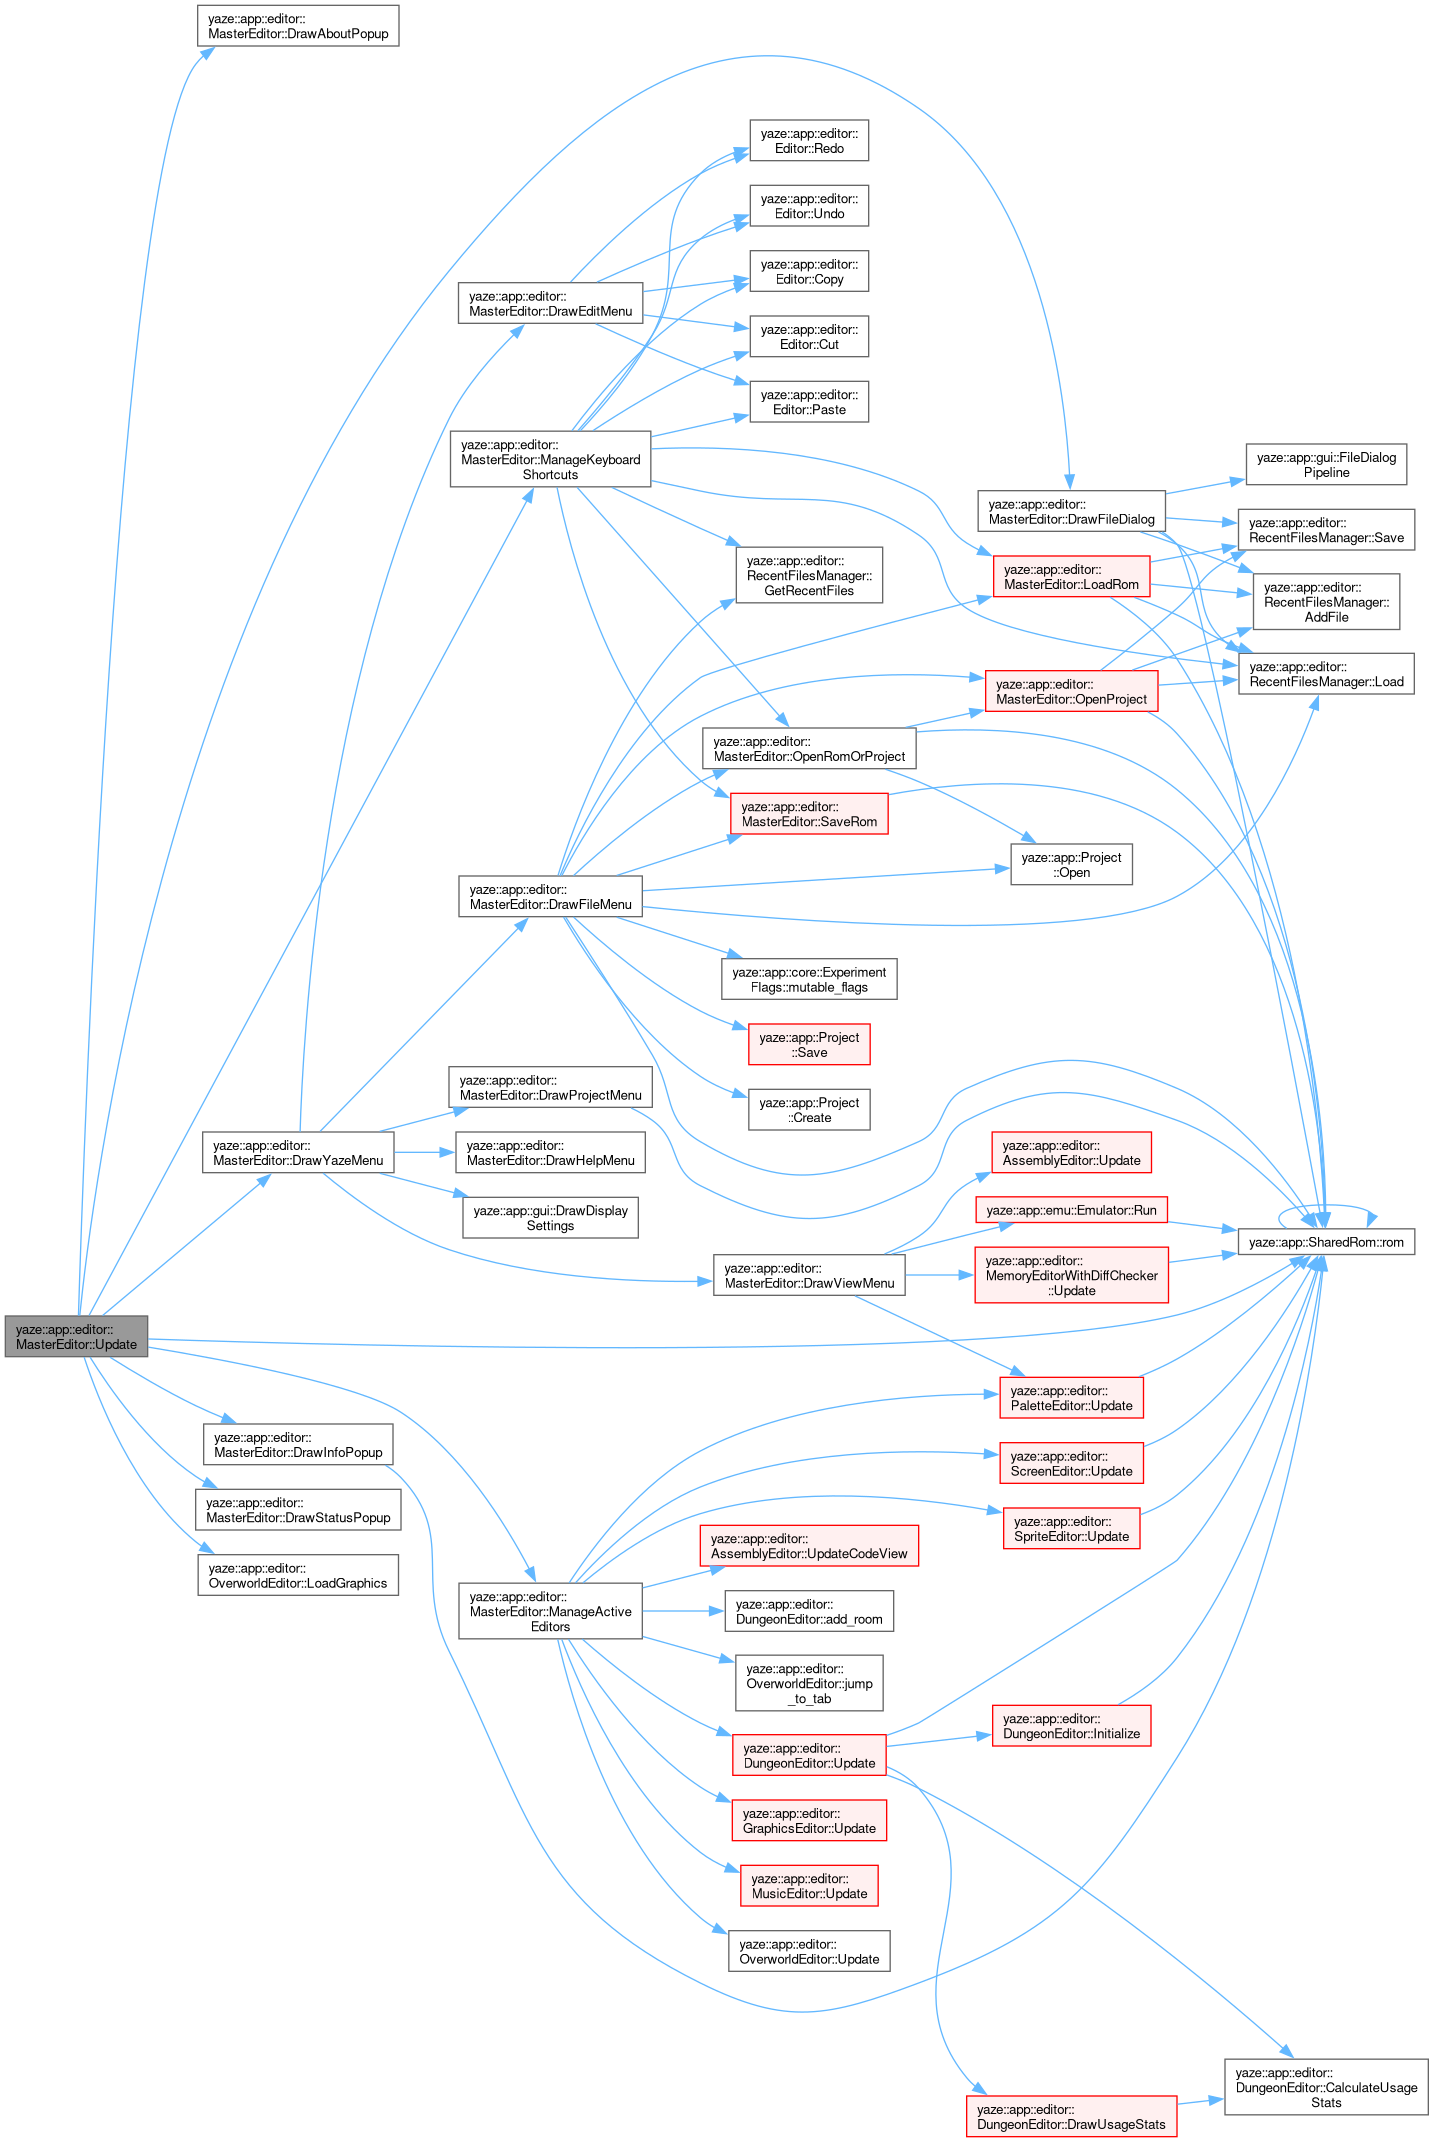 yaze::app::editor::
MasterEditor::DrawAboutPopup
yaze::app::editor::
Editor::Redo
yaze::app::editor::
Editor::Undo
yaze::app::editor::
Editor::Copy
yaze::app::editor::
MasterEditor::DrawEditMenu
yaze::app::editor::
Editor::Cut
yaze::app::editor::
Editor::Paste
yaze::app::editor::
MasterEditor::ManageKeyboard
Shortcuts
yaze::app::gui::FileDialog
Pipeline
yaze::app::editor::
MasterEditor::DrawFileDialog
yaze::app::editor::
RecentFilesManager::Save
yaze::app::editor::
RecentFilesManager::
GetRecentFiles
yaze::app::editor::
MasterEditor::LoadRom
yaze::app::editor::
RecentFilesManager::
AddFile
yaze::app::editor::
RecentFilesManager::Load
yaze::app::editor::
MasterEditor::OpenProject
yaze::app::editor::
MasterEditor::OpenRomOrProject
yaze::app::editor::
MasterEditor::SaveRom
yaze::app::Project
::Open
yaze::app::editor::
MasterEditor::DrawFileMenu
yaze::app::core::Experiment
Flags::mutable_flags
yaze::app::Project
::Save
yaze::app::editor::
MasterEditor::DrawProjectMenu
yaze::app::Project
::Create
yaze::app::editor::
MasterEditor::DrawYazeMenu
yaze::app::editor::
MasterEditor::DrawHelpMenu
yaze::app::editor::
AssemblyEditor::Update
yaze::app::gui::DrawDisplay
Settings
yaze::app::emu::Emulator::Run
yaze::app::SharedRom::rom
yaze::app::editor::
MasterEditor::DrawViewMenu
yaze::app::editor::
MemoryEditorWithDiffChecker
::Update
yaze::app::editor::
MasterEditor::Update
yaze::app::editor::
PaletteEditor::Update
yaze::app::editor::
MasterEditor::DrawInfoPopup
yaze::app::editor::
ScreenEditor::Update
yaze::app::editor::
MasterEditor::DrawStatusPopup
yaze::app::editor::
SpriteEditor::Update
yaze::app::editor::
AssemblyEditor::UpdateCodeView
yaze::app::editor::
OverworldEditor::LoadGraphics
yaze::app::editor::
MasterEditor::ManageActive
Editors
yaze::app::editor::
DungeonEditor::add_room
yaze::app::editor::
OverworldEditor::jump
_to_tab
yaze::app::editor::
DungeonEditor::Initialize
yaze::app::editor::
DungeonEditor::Update
yaze::app::editor::
GraphicsEditor::Update
yaze::app::editor::
MusicEditor::Update
yaze::app::editor::
OverworldEditor::Update
yaze::app::editor::
DungeonEditor::CalculateUsage
Stats
yaze::app::editor::
DungeonEditor::DrawUsageStats